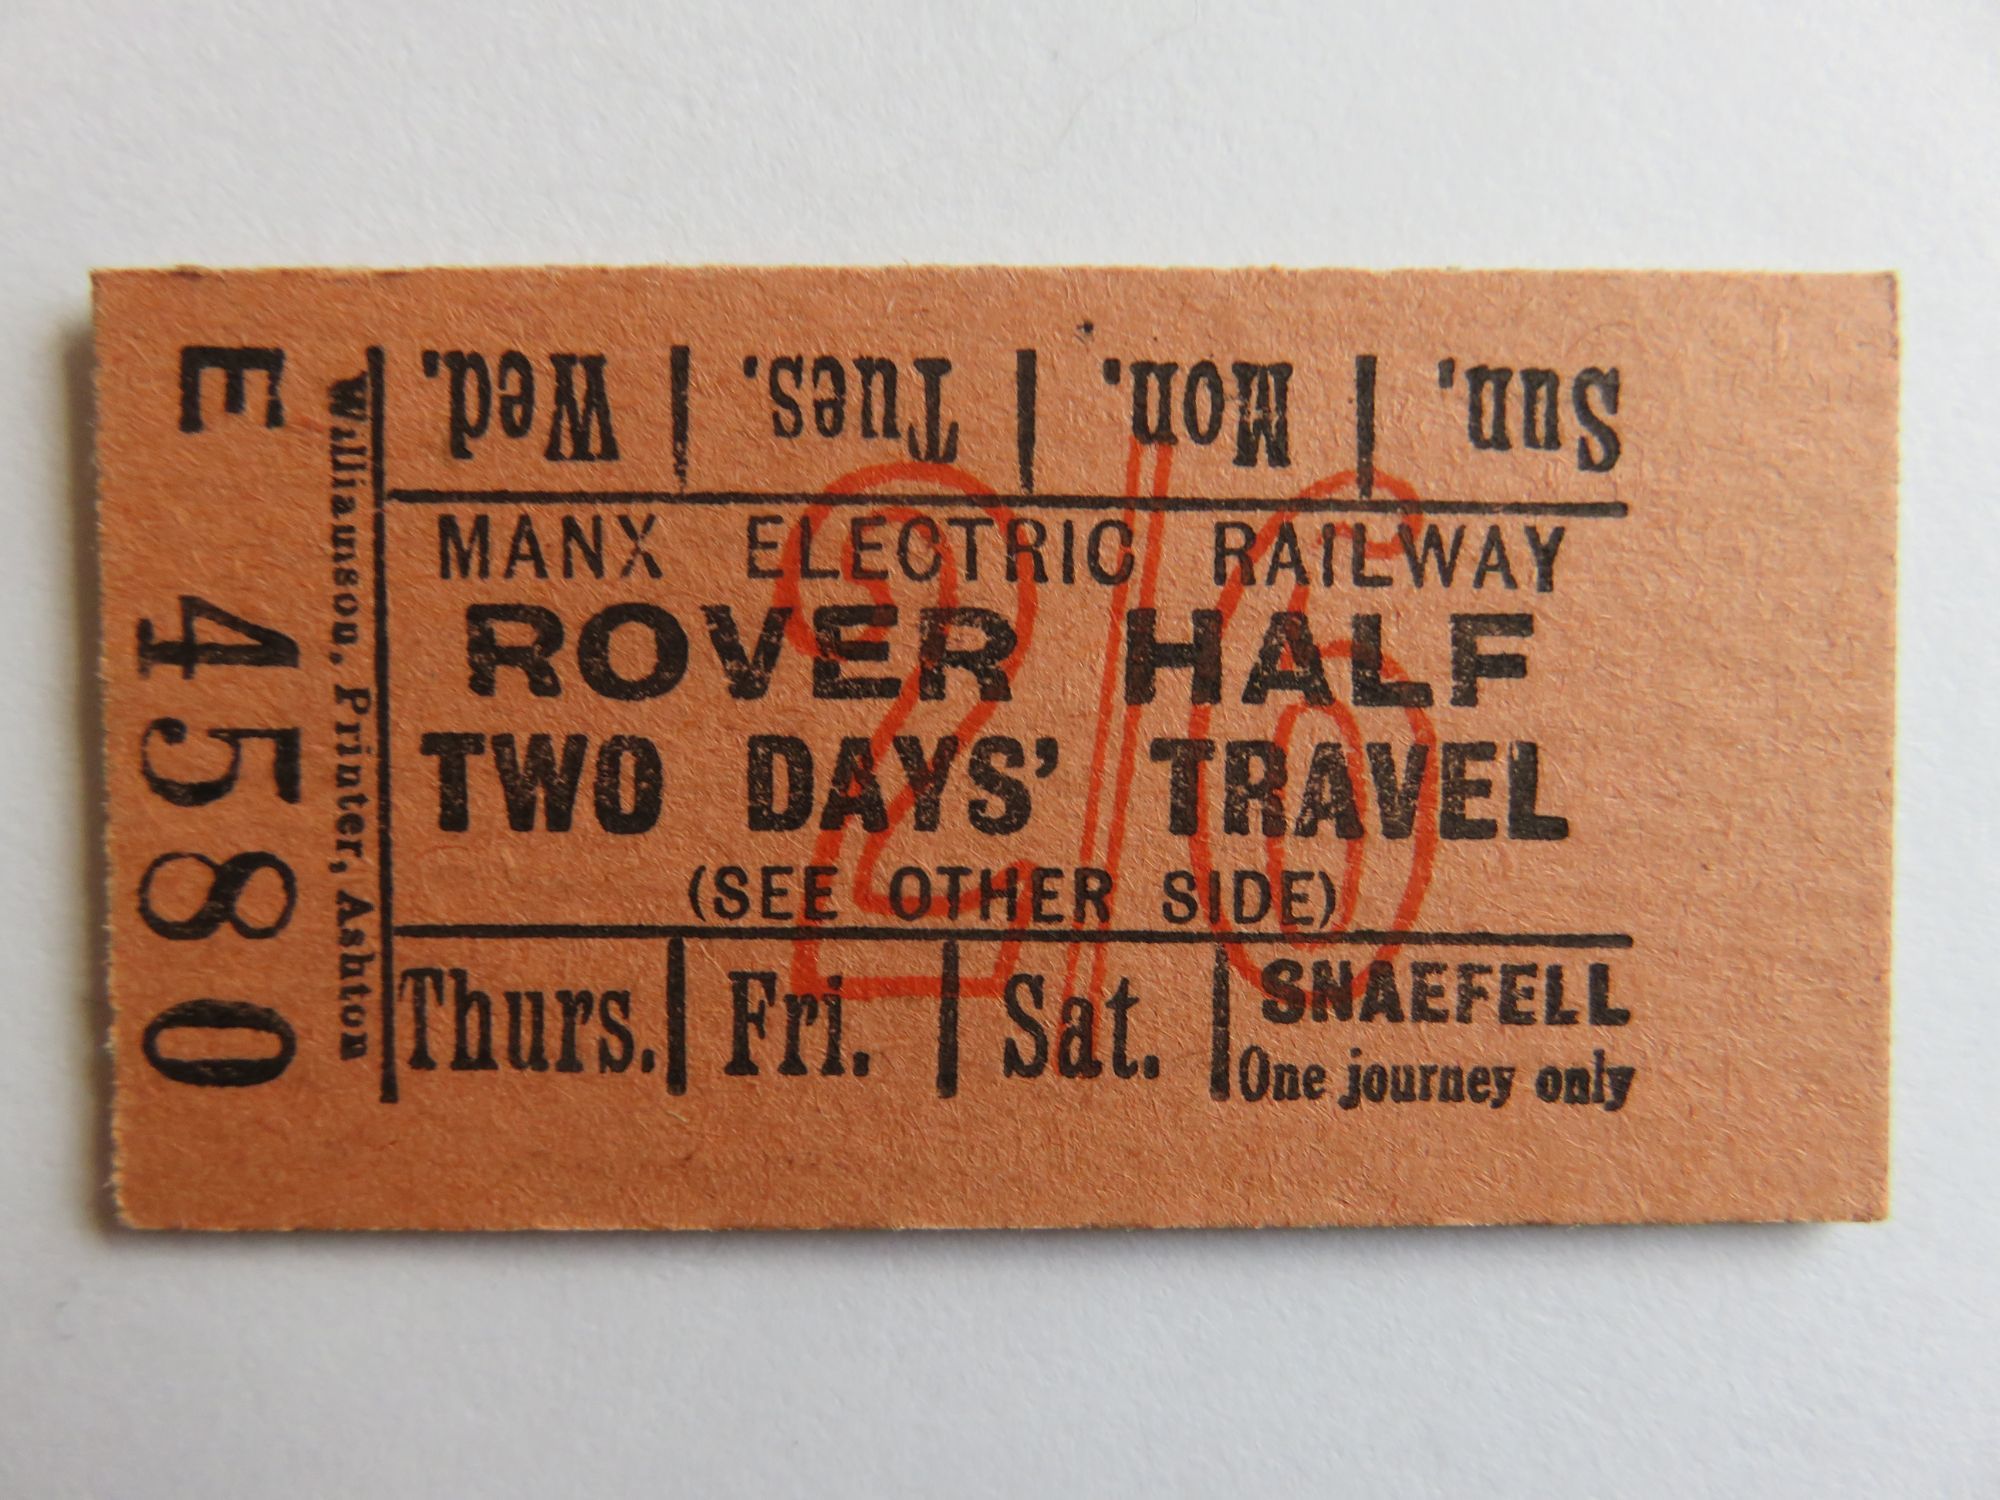 Wed. | Tues. | Mon. | Sun.
MANX ELECTRIC RAILWAY
ROVER HALF
TWO DAYS' TRAVEL
(SEE OTHER SIDE)
Thurs. | Fri. | Sat. | SNAEFELL
One journey only
2/6
Williamson, Printer, Ashton
E 4580